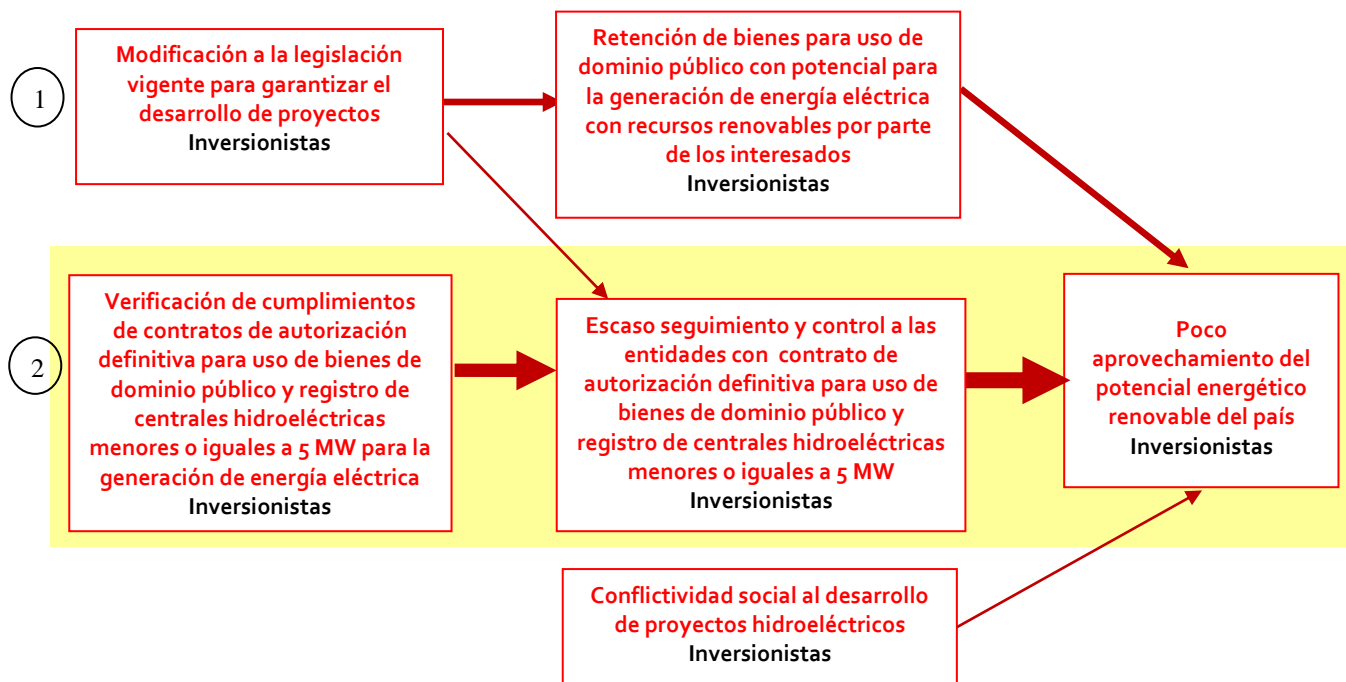 1
Modificación a la legislación
vigente para garantizar el
desarrollo de proyectos
Inversionistas
Retención de bienes para uso de
dominio público con potencial para
la generación de energía eléctrica
con recursos renovables por parte
de los interesados
Inversionistas
2
Verificación de cumplimientos
de contratos de autorización
definitiva para uso de bienes de
dominio público y registro de
centrales hidroeléctricas
menores o iguales a 5 MW para la
generación de energía eléctrica
Inversionistas
Escaso seguimiento y control a las
entidades con contrato de
autorización definitiva para uso de
bienes de dominio público y
registro de centrales hidroeléctricas
menores o iguales a 5 MW
Inversionistas
Poco
aprovechamiento del
potencial energético
renovable del país
Inversionistas
Conflictividad social al desarrollo
de proyectos hidroeléctricos
Inversionistas